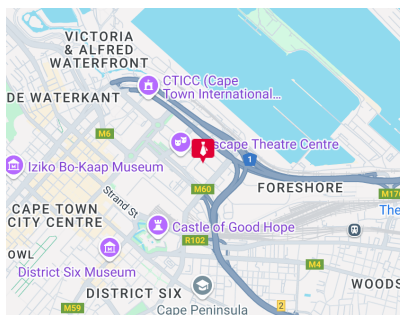 VICTORIA
& ALFRED
WATERFRONT
CTICC (Cape
Town International...
DE WATERKANT
M6
scape Theatre Centre
1
Iziko Bo-Kaap Museum
M60
FORESHORE
M176
Strand St
The
CAPE TOWN
CITY CENTRE
Castle of Good Hope
R102
OWL
District Six Museum
M4
DISTRICT SIX
WOODS
2
M59
Cape Peninsula